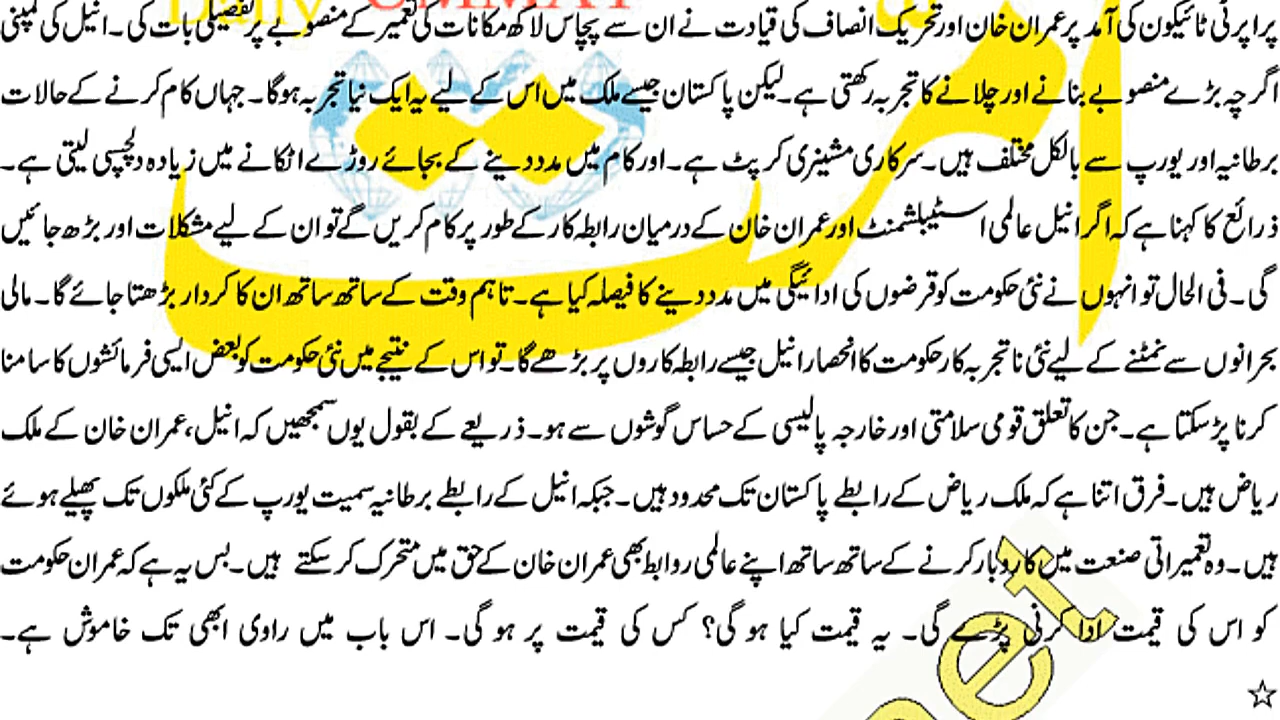 Daily UMMAT
پراپرٹی ٹائیکون کی آمد پر عمران خان اور تحریک انصاف کی قیادت نے ان سے پچاس لاکھ مکانات کی تعمیر کے منصوبے پر تفصیلی بات کی۔ انیل کی کمپنی
اگرچہ بڑے منصوبے بنانے اور چلانے کا تجربہ رکھتی ہے۔ لیکن پاکستان جیسے ملک میں اس کے لیے یہ ایک نیا تجربہ ہوگا۔ جہاں کام کرنے کے حالات
برطانیہ اور یورپ سے بالکل مختلف ہیں۔ سرکاری مشینری کرپٹ ہے۔ اور کام میں مدد دینے کے بجائے روڑے اٹکانے میں زیادہ دلچسپی لیتی ہے۔
ذرائع کا کہنا ہے کہ اگر انیل عالمی اسٹیبلشمنٹ اور عمران خان کے درمیان رابطہ کار کے طور پر کام کریں گے تو ان کے لیے مشکلات اور بڑھ جائیں
گی۔ فی الحال تو انہوں نے نئی حکومت کو قرضوں کی ادائیگی میں مدد دینے کا فیصلہ کیا ہے۔ تاہم وقت کے ساتھ ساتھ ان کا کردار بڑھتا جائے گا۔ مالی
بحرانوں سے نمٹنے کے لیے نئی ناتجربہ کار حکومت کا انحصار انیل جیسے رابطہ کاروں پر بڑھے گا۔ تو اس کے نتیجے میں نئی حکومت کو بعض ایسی فرمائشوں کا سامنا
کرنا پڑ سکتا ہے۔ جن کا تعلق قومی سلامتی اور خارجہ پالیسی کے حساس گوشوں سے ہو۔ ذریعے کے بقول یوں سمجھیں کہ انیل، عمران خان کے ملک
ریاض ہیں۔ فرق اتنا ہے کہ ملک ریاض کے رابطے پاکستان تک محدود ہیں۔ جبکہ انیل کے رابطے برطانیہ سمیت یورپ کے کئی ملکوں تک پھیلے ہوئے
ہیں۔ وہ تعمیراتی صنعت میں کاروبار کرنے کے ساتھ ساتھ اپنے عالمی روابط بھی عمران خان کے حق میں متحرک کر سکتے ہیں۔ بس یہ ہے کہ عمران حکومت
کو اس کی قیمت ادا کرنی پڑے گی۔ یہ قیمت کیا ہو گی؟ کس کی قیمت پر ہو گی۔ اس باب میں راوی ابھی تک خاموش ہے۔